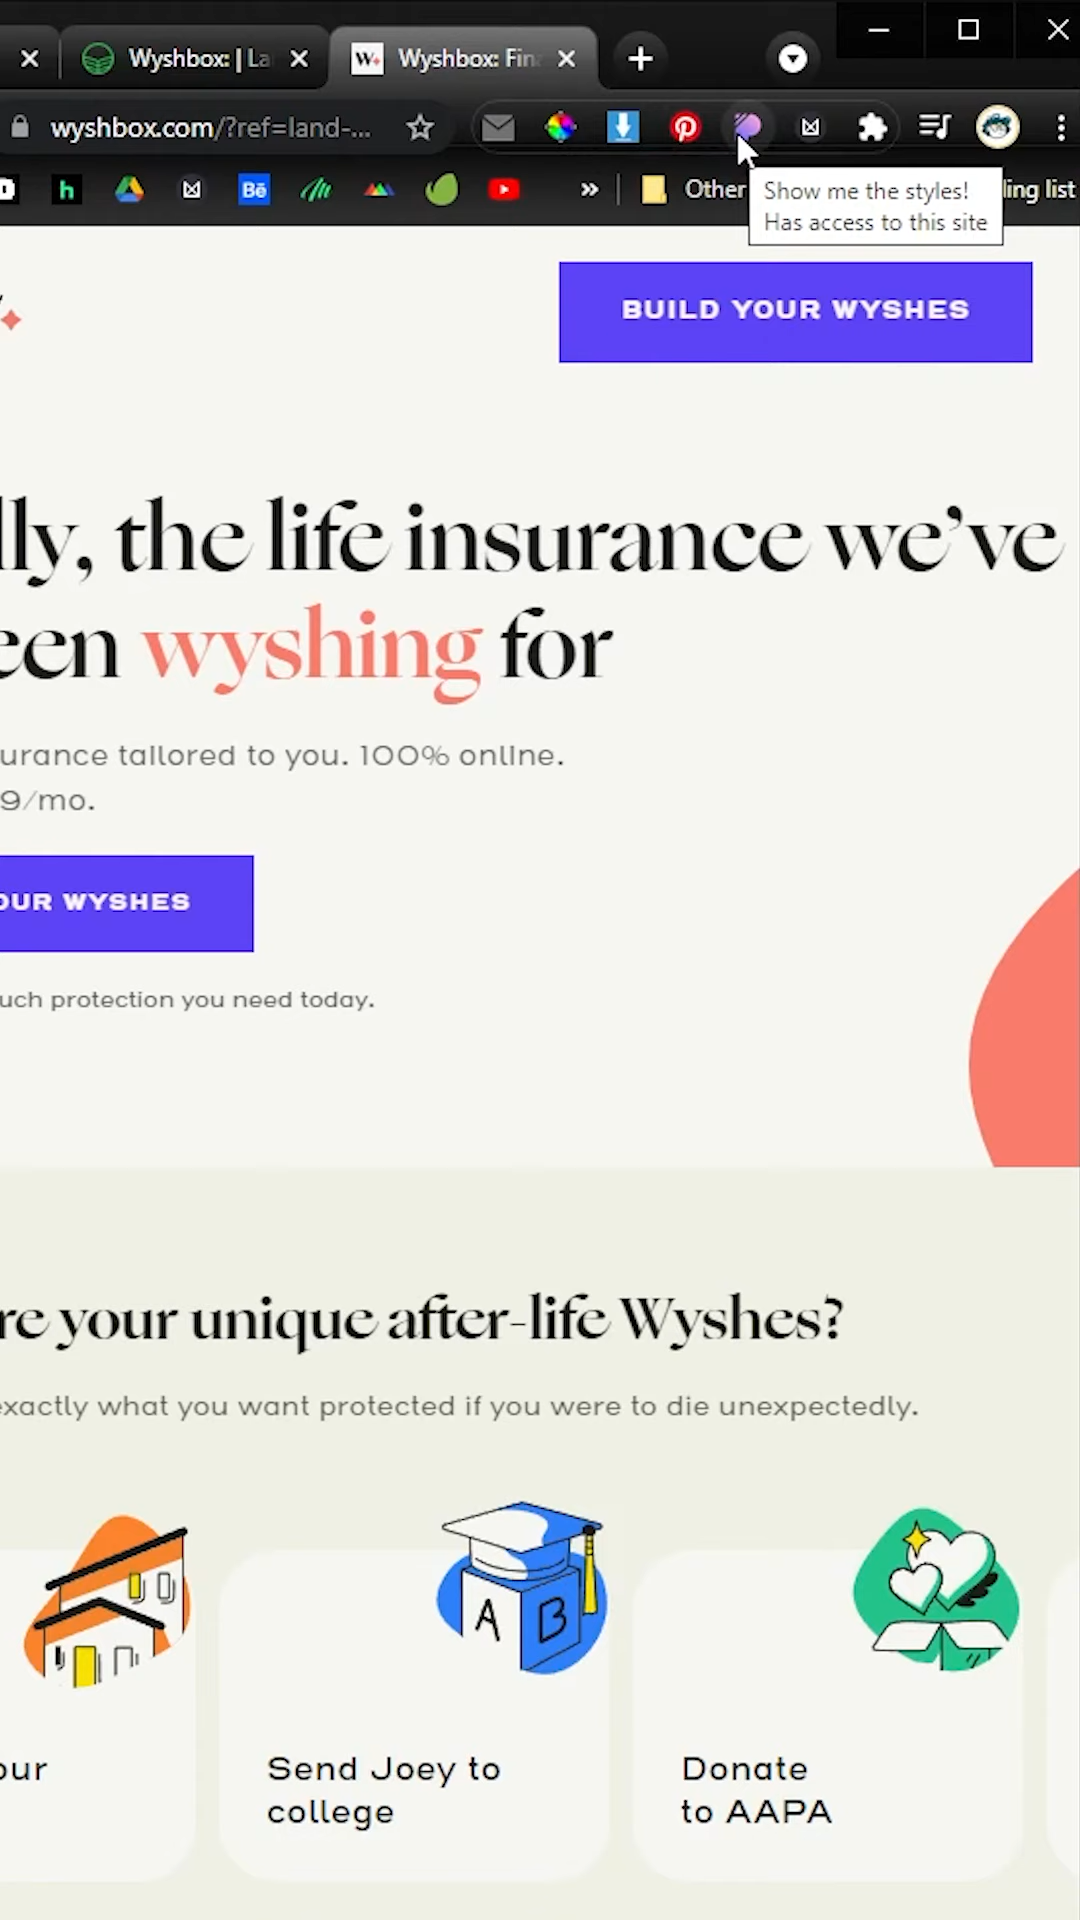 Wyshbox: | La
Wyshbox: Fin
wyshbox.com/?ref=land-...
Bē
»
Other
ling list
Show me the styles!
Has access to this site
BUILD YOUR WYSHES
lly, the life insurance we've
een wyshing for
urance tailored to you. 100% online.
9/mo.
OUR WYSHES
uch protection you need today.
re your unique after-life Wyshes?
exactly what you want protected if you were to die unexpectedly.
A B
our
Send Joey to
college
Donate
to AAPA